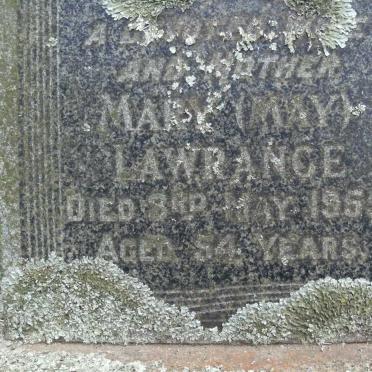 A
AND MOTHER
MARY (MAY)
LAWRANCE
DIED 3RD MAY
AGED 54 YEARS.